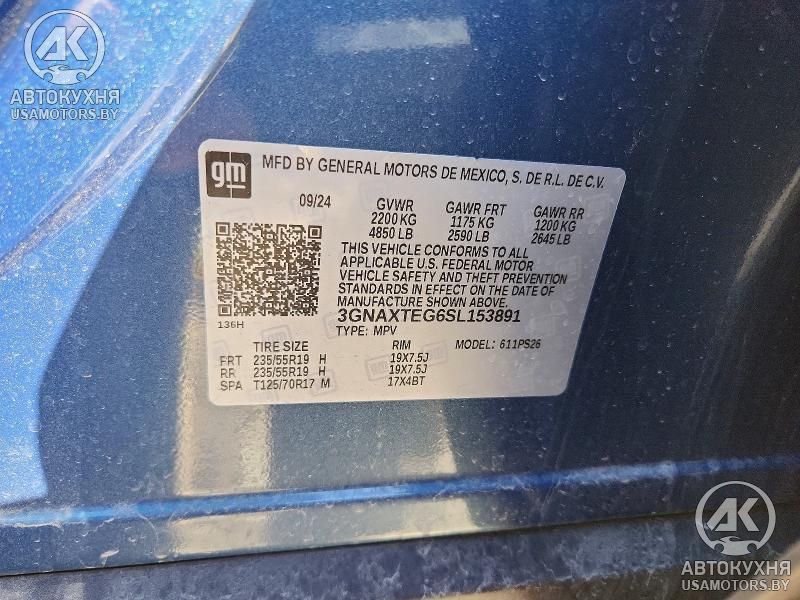 АК
АВТОКУХНЯ
USAMOTORS.BY
gm
MFD BY GENERAL MOTORS DE MEXICO, S. DE R.L. DE C.V.
09/24 GVWR GAWR FRT GAWR RR
2200 KG 1175 KG 1200 KG
4850 LB 2590 LB 2645 LB
THIS VEHICLE CONFORMS TO ALL
APPLICABLE U.S. FEDERAL MOTOR
VEHICLE SAFETY AND THEFT PREVENTION
STANDARDS IN EFFECT ON THE DATE OF
MANUFACTURE SHOWN ABOVE.
136H 3GNAXTEG6SL153891
TYPE: MPV
TIRE SIZE RIM MODEL: 611PS26
FRT 235/55R19 H 19X7.5J
RR 235/55R19 H 19X7.5J
SPA T125/70R17 M 17X4BT
АК
АВТОКУХНЯ
USAMOTORS.BY